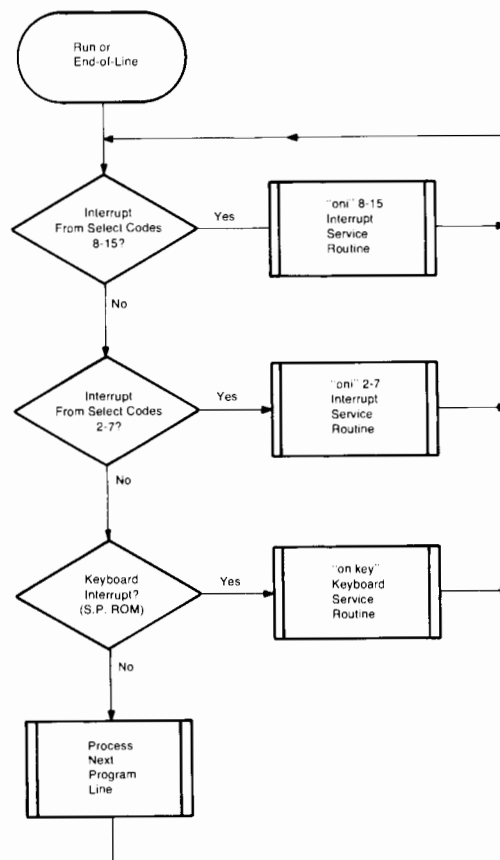 Run or
End-of-Line
Interrupt
From Select Codes
8-15?
Yes
"oni" 8-15
Interrupt
Service
Routine
No
Interrupt
From Select Codes
2-7?
Yes
"oni" 2-7
Interrupt
Service
Routine
No
Keyboard
Interrupt?
(S.P. ROM)
Yes
"on key"
Keyboard
Service
Routine
No
Process
Next
Program
Line